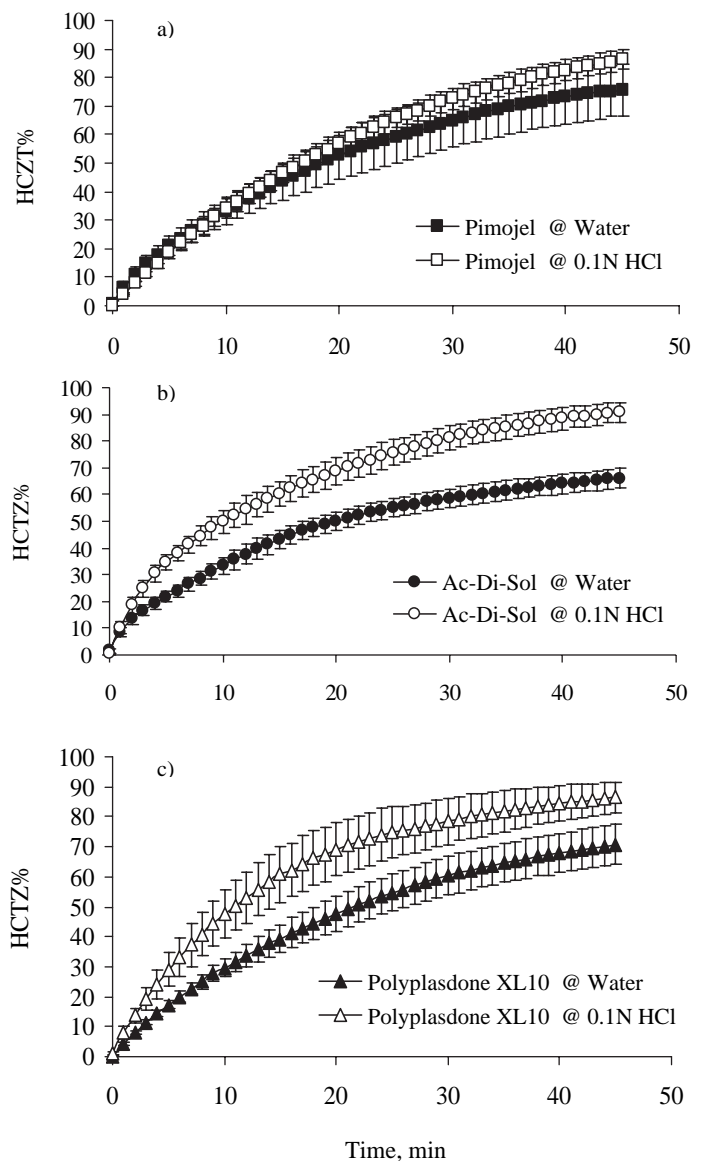 a)
100
90
80
70
60
50
40
30
20
10
0
HCZT%
Pimojel @ Water
Pimojel @ 0.1N HCl
0 10 20 30 40 50
b)
100
90
80
70
60
50
40
30
20
10
0
HCTZ%
Ac-Di-Sol @ Water
Ac-Di-Sol @ 0.1N HCl
0 10 20 30 40 50
c)
100
90
80
70
60
50
40
30
20
10
0
HCTZ%
Polyplasdone XL10 @ Water
Polyplasdone XL10 @ 0.1N HCl
0 10 20 30 40 50
Time, min